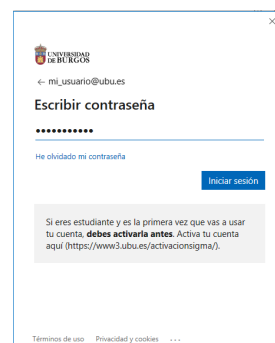 UNIVERSIDAD
DE BURGOS
← mi_usuario@ubu.es
Escribir contraseña
•••••••••••
He olvidado mi contraseña
Iniciar sesión
Si eres estudiante y es la primera vez que vas a usar
tu cuenta, debes activarla antes. Activa tu cuenta
aquí (https://www3.ubu.es/activacionsigma/).
Términos de uso Privacidad y cookies ...